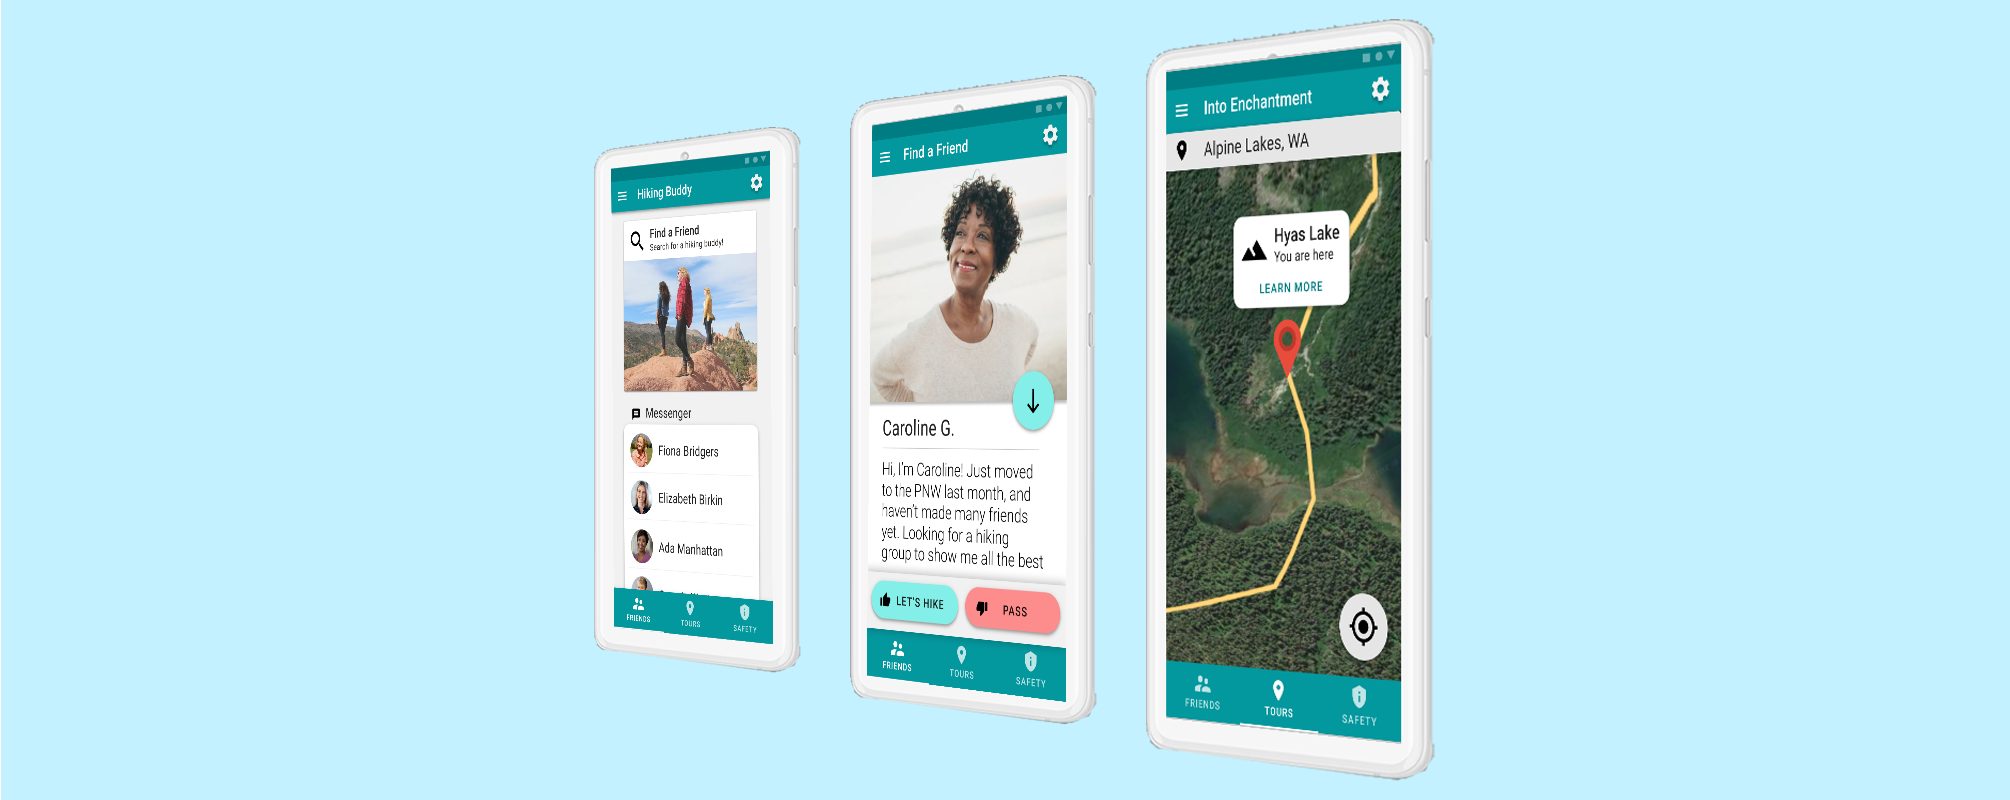 Hiking Buddy
Find a Friend
Search for a hiking buddy!
Messenger
Fiona Bridgers
Elizabeth Birkin
Ada Manhattan
FRIENDS
TOURS
SAFETY
Find a Friend
Caroline G.
Hi, I'm Caroline! Just moved
to the PNW last month, and
haven't made many friends
yet. Looking for a hiking
group to show me all the best
LET'S HIKE
PASS
FRIENDS
TOURS
SAFETY
Into Enchantment
Alpine Lakes, WA
Hyas Lake
You are here
LEARN MORE
FRIENDS
TOURS
SAFETY